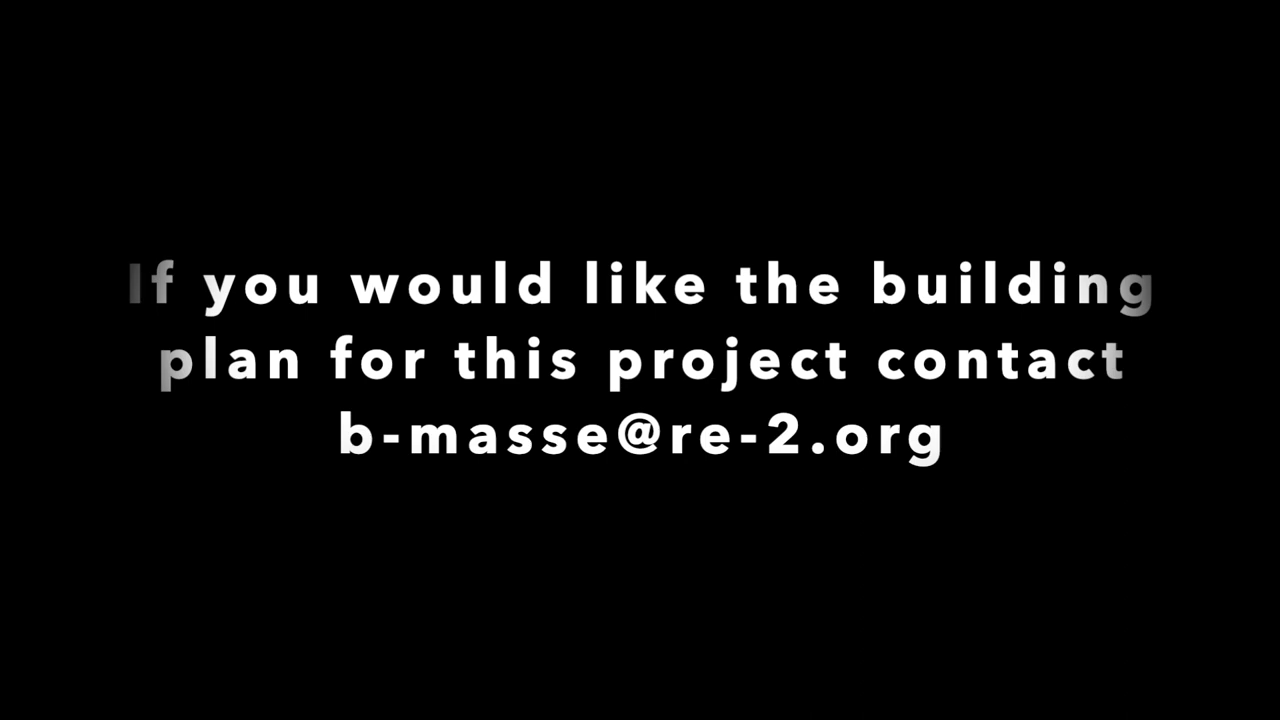 If you would like the building
plan for this project contact
b-masse@re-2.org